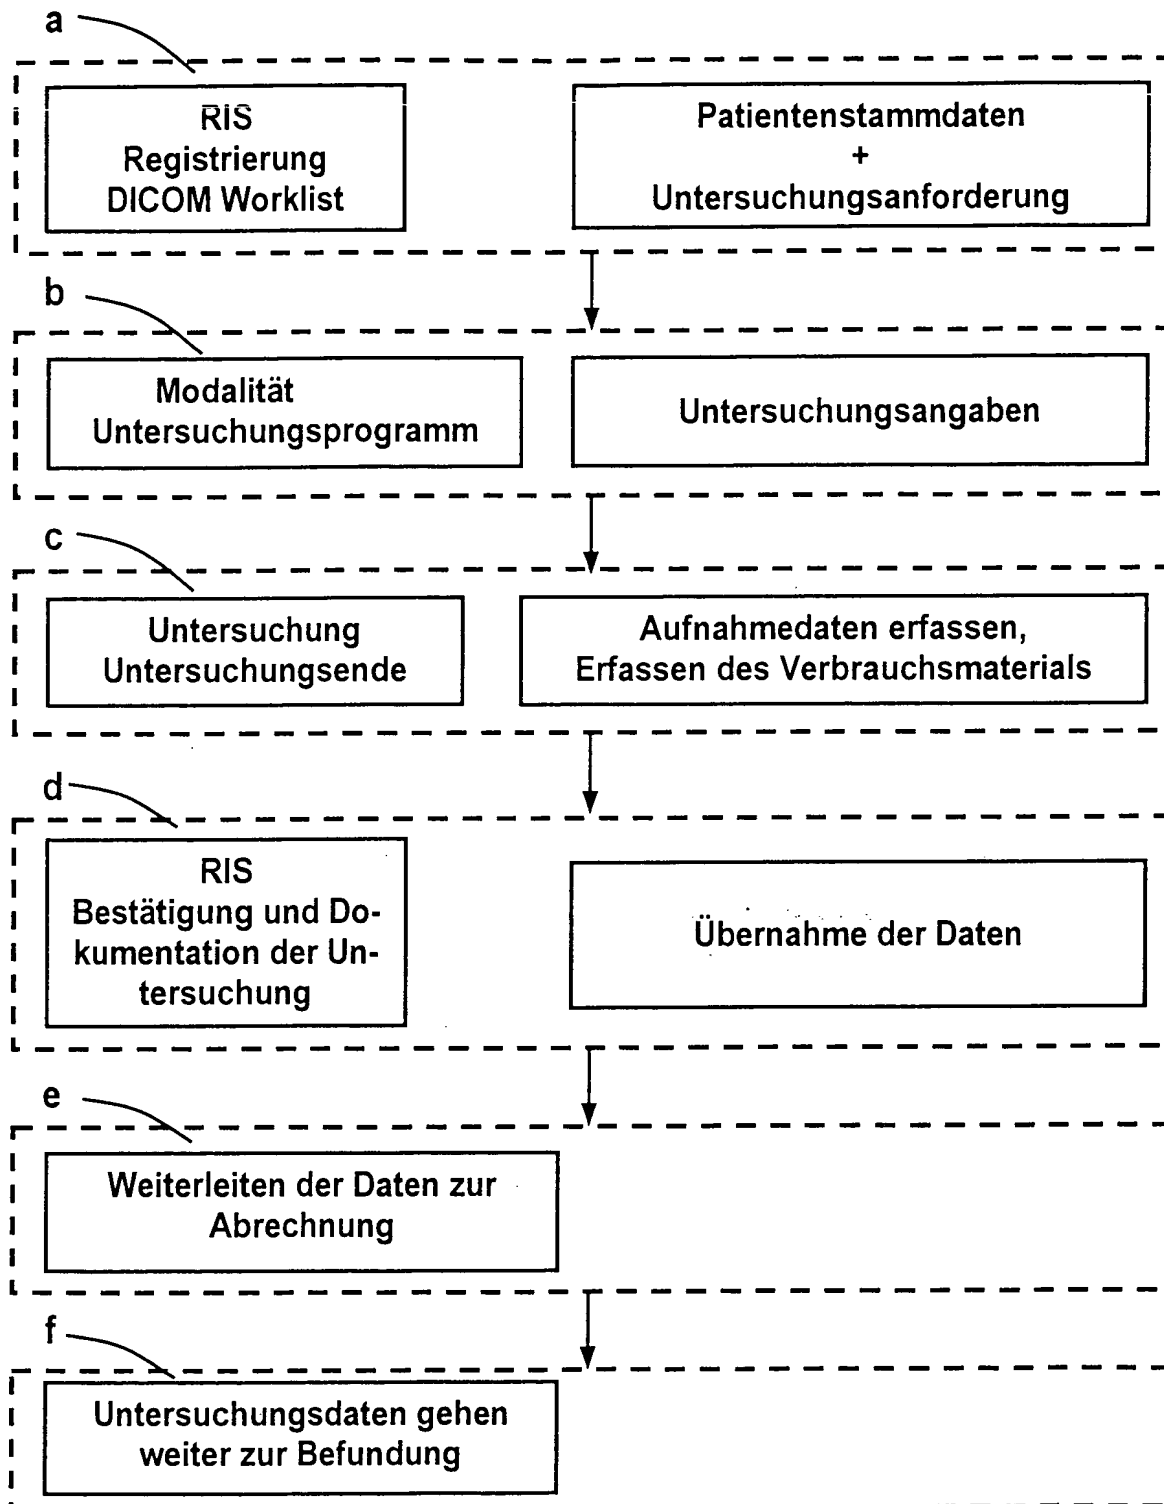 a
RIS
Registrierung
DICOM Worklist
Patientenstammdaten
+
Untersuchungsanforderung
b
Modalität
Untersuchungsprogramm
Untersuchungsangaben
c
Untersuchung
Untersuchungsende
Aufnahmedaten erfassen,
Erfassen des Verbrauchsmaterials
d
RIS
Bestätigung und Do-
kumentation der Un-
tersuchung
Übernahme der Daten
e
Weiterleiten der Daten zur
Abrechnung
f
Untersuchungsdaten gehen
weiter zur Befundung